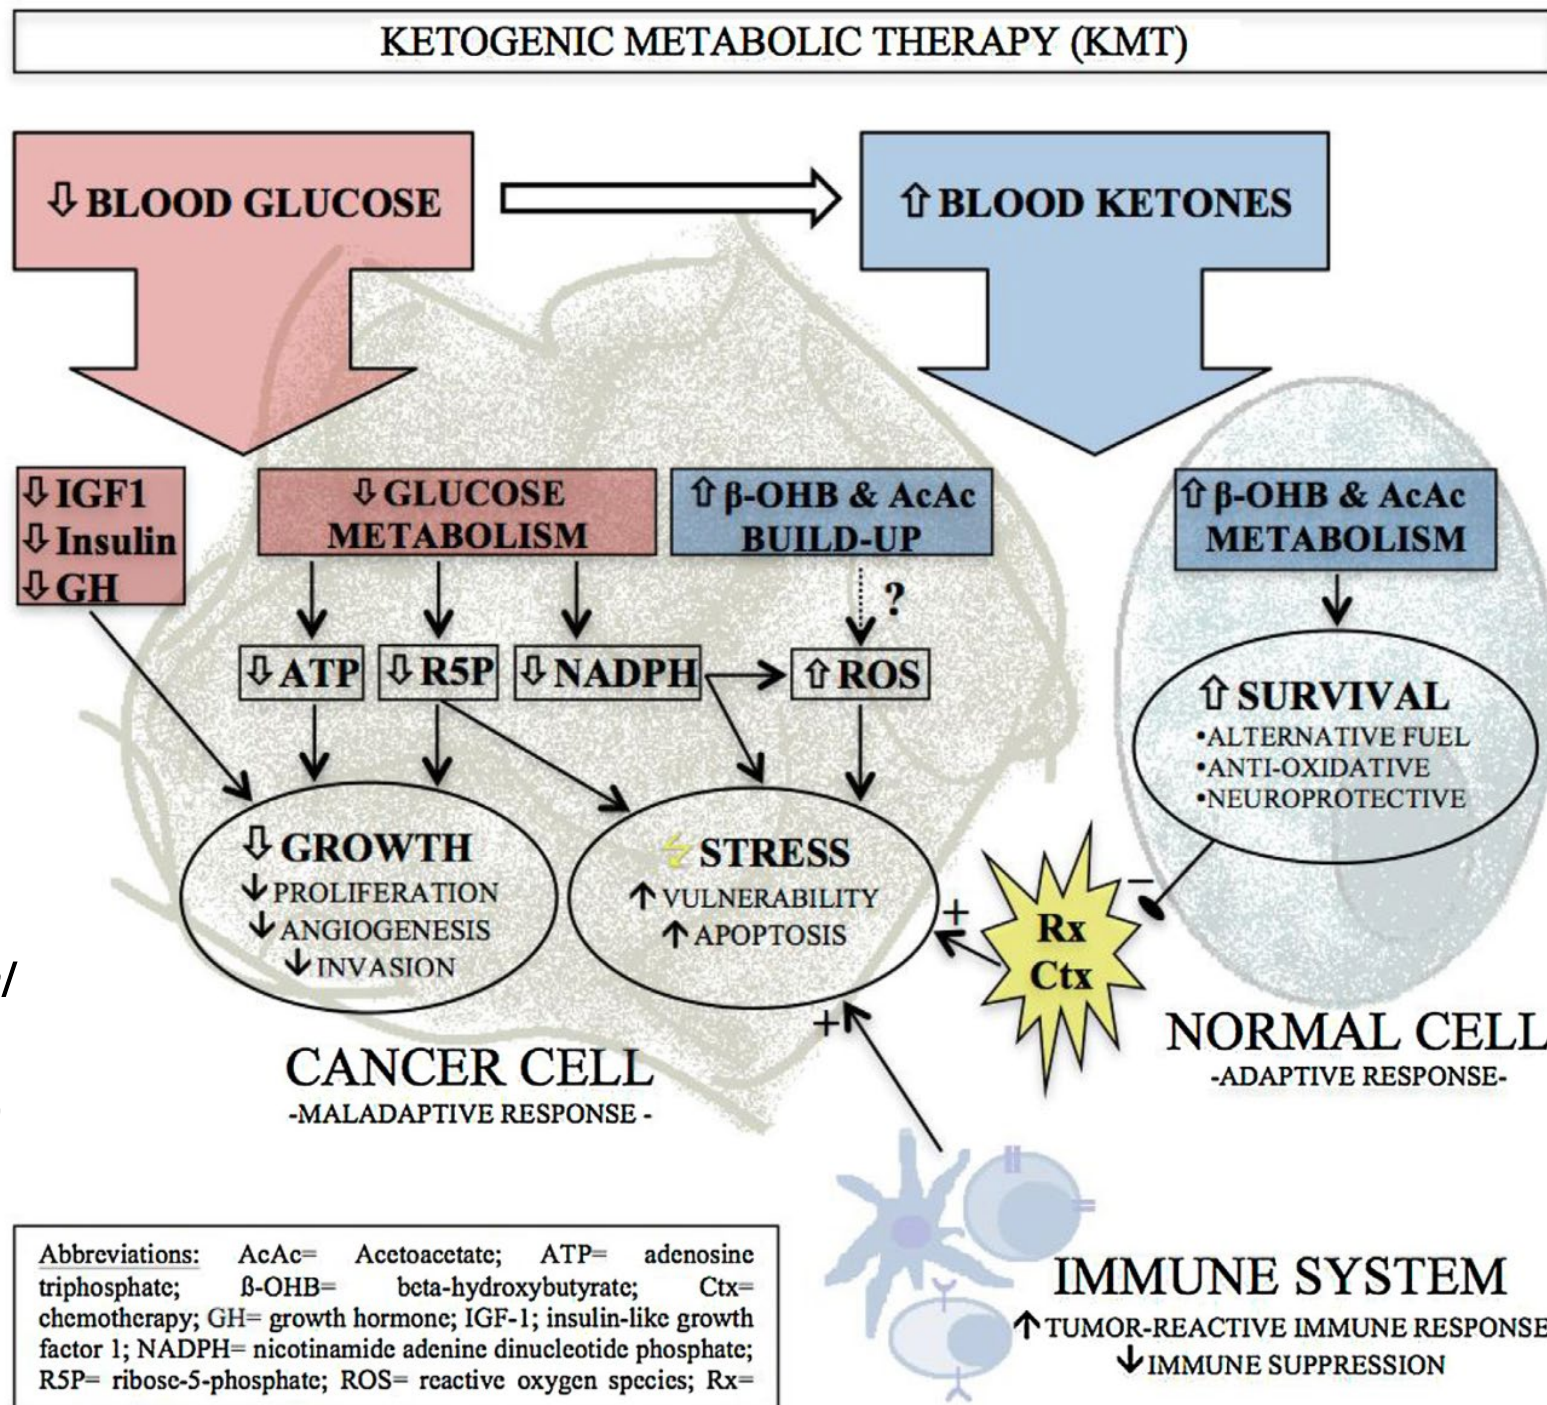 KETOGENIC METABOLIC THERAPY (KMT)
⇩ BLOOD GLUCOSE
⇧ BLOOD KETONES
⇩ IGF1
⇩ Insulin
⇩ GH
⇩ GLUCOSE
METABOLISM
⇧ β-OHB & AcAc
BUILD-UP
⇧ β-OHB & AcAc
METABOLISM
?
⇩ ATP
⇩ R5P
⇩ NADPH
⇧ ROS
⇧ SURVIVAL
•ALTERNATIVE FUEL
•ANTI-OXIDATIVE
•NEUROPROTECTIVE
⇩ GROWTH
↓ PROLIFERATION
↓ ANGIOGENESIS
↓ INVASION
STRESS
↑ VULNERABILITY
↑ APOPTOSIS
+
−
Rx
Ctx
+
/
CANCER CELL
-MALADAPTIVE RESPONSE -
NORMAL CELL
-ADAPTIVE RESPONSE-
IMMUNE SYSTEM
↑ TUMOR-REACTIVE IMMUNE RESPONSE
↓ IMMUNE SUPPRESSION
Abbreviations: AcAc= Acetoacetate; ATP= adenosine
triphosphate; ß-OHB= beta-hydroxybutyrate; Ctx=
chemotherapy; GH= growth hormone; IGF-1; insulin-like growth
factor 1; NADPH= nicotinamide adenine dinucleotide phosphate;
R5P= ribose-5-phosphate; ROS= reactive oxygen species; Rx=